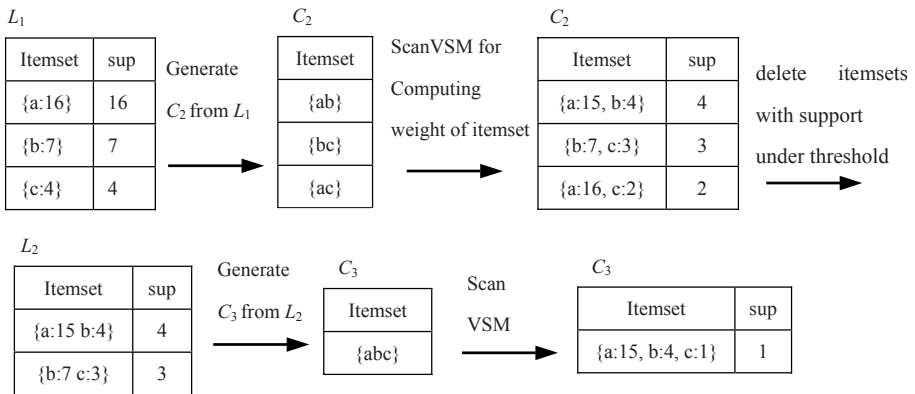 L1
Itemset sup
{a:16} 16
{b:7} 7
{c:4} 4
Generate
C2 from L1
C2
Itemset
{ab}
{bc}
{ac}
ScanVSM for
Computing
weight of itemset
C2
Itemset sup
{a:15, b:4} 4
{b:7, c:3} 3
{a:16, c:2} 2
delete itemsets
with support
under threshold
L2
Itemset sup
{a:15 b:4} 4
{b:7 c:3} 3
Generate
C3 from L2
C3
Itemset
{abc}
Scan
VSM
C3
Itemset sup
{a:15, b:4, c:1} 1